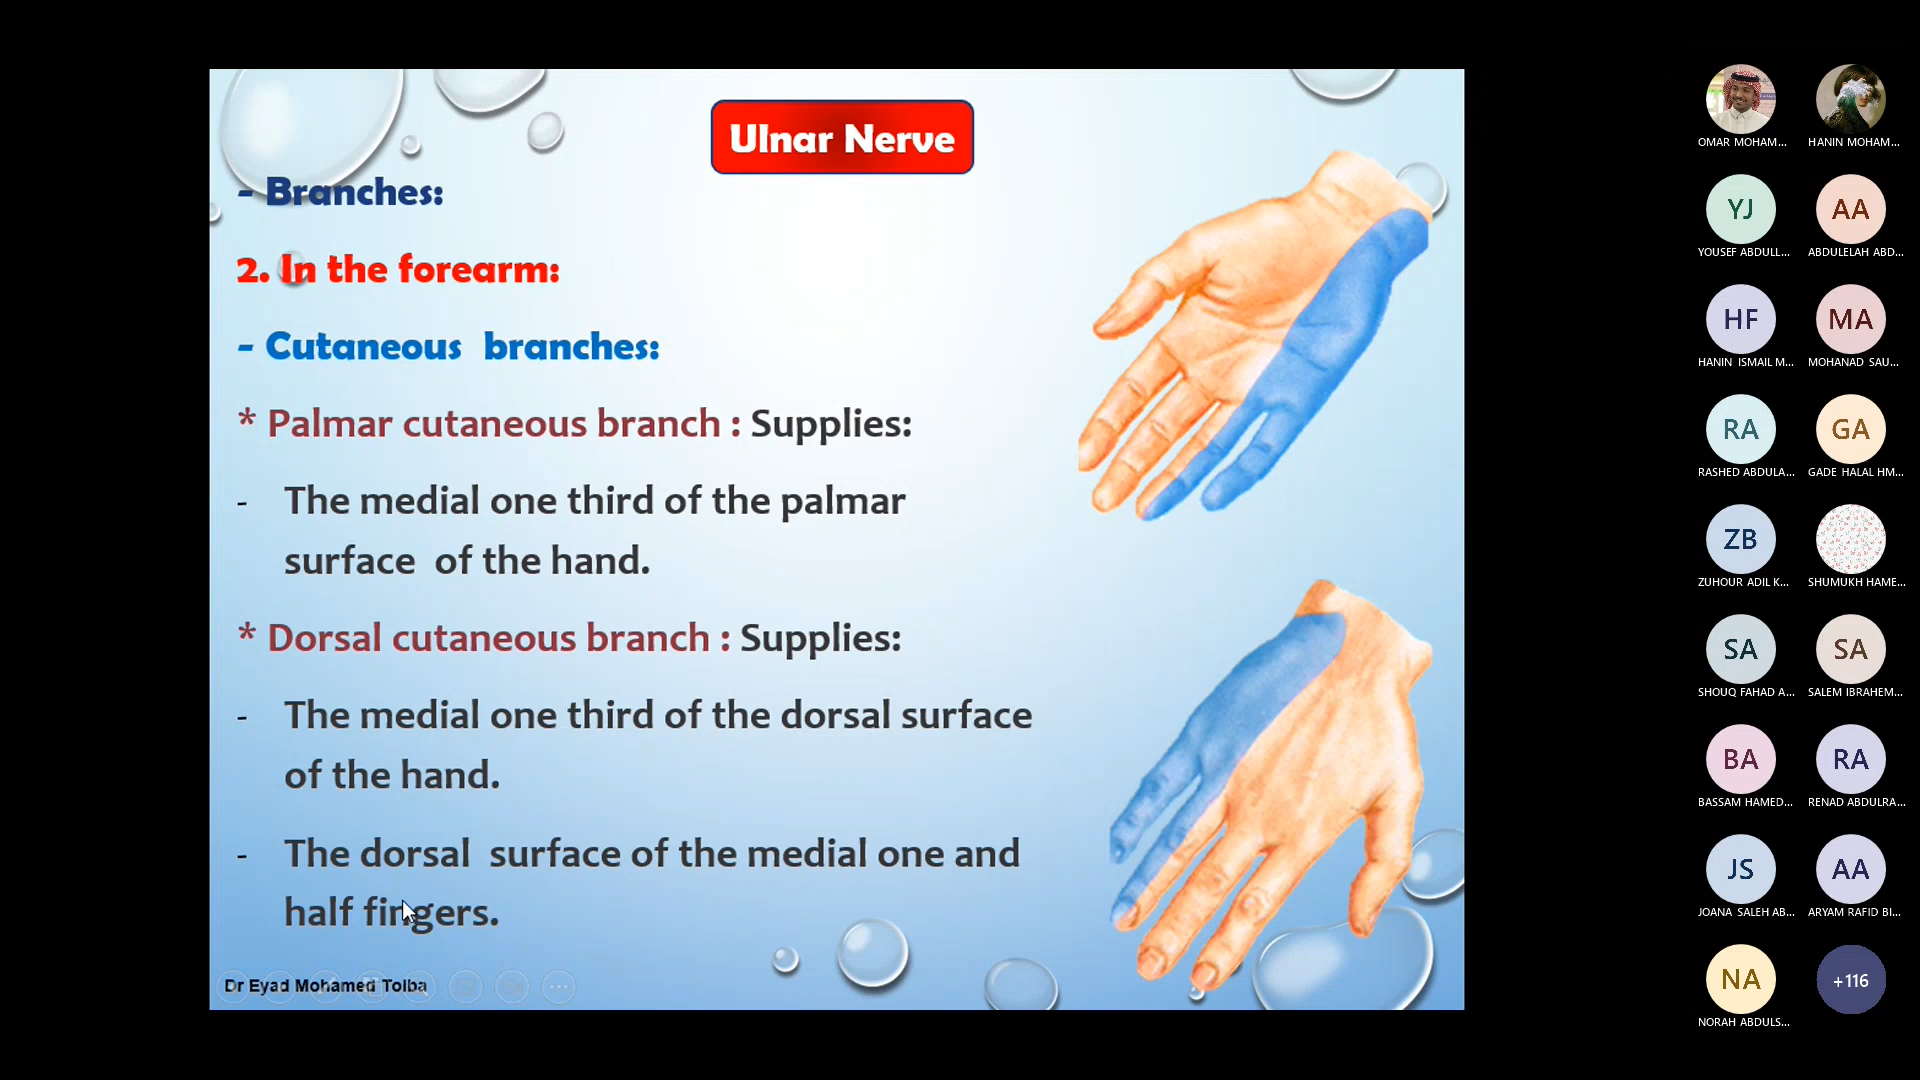 Ulnar Nerve
- Branches:
2. In the forearm:
- Cutaneous branches:
* Palmar cutaneous branch : Supplies:
- The medial one third of the palmar
surface of the hand.
* Dorsal cutaneous branch : Supplies:
- The medial one third of the dorsal surface
of the hand.
- The dorsal surface of the medial one and
half fingers.
Dr Eyad Mohamed Tolba
OMAR MOHAM...
HANIN MOHAM...
YJ
AA
YOUSEF ABDULL...
ABDULELAH ABD...
HF
MA
HANIN ISMAIL M...
MOHANAD SAU...
RA
GA
RASHED ABDULA...
GADE HALAL HM...
ZB
ZUHOUR ADIL K...
SHUMUKH HAME...
SA
SA
SHOUQ FAHAD A...
SALEM IBRAHEM...
BA
RA
BASSAM HAMED...
RENAD ABDULRA...
JS
AA
JOANA SALEH AB...
ARYAM RAFID BI...
NA
+116
NORAH ABDULS...